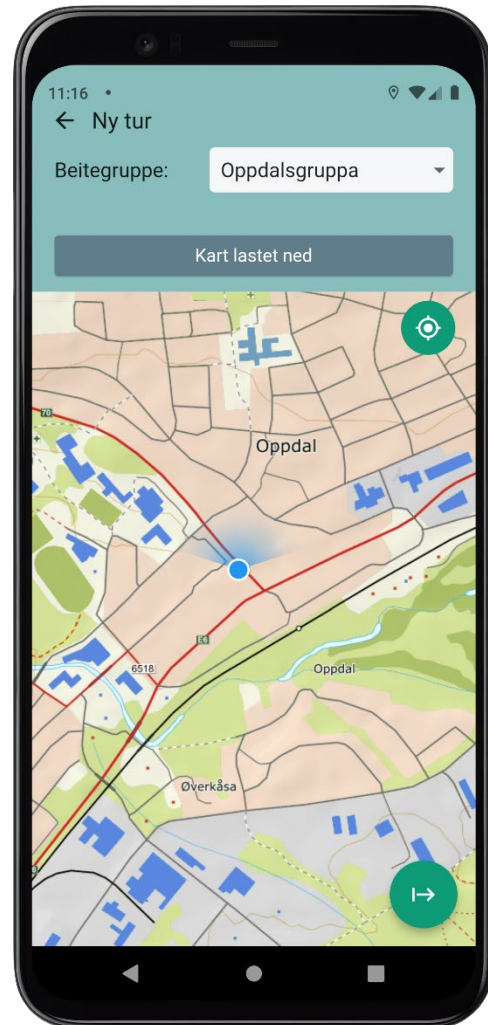 11:16
Ny tur
Beitegruppe: Oppdalsgruppa
Kart lastet ned
70
Oppdal
E6
6518
Oppdal
Øverkåsa